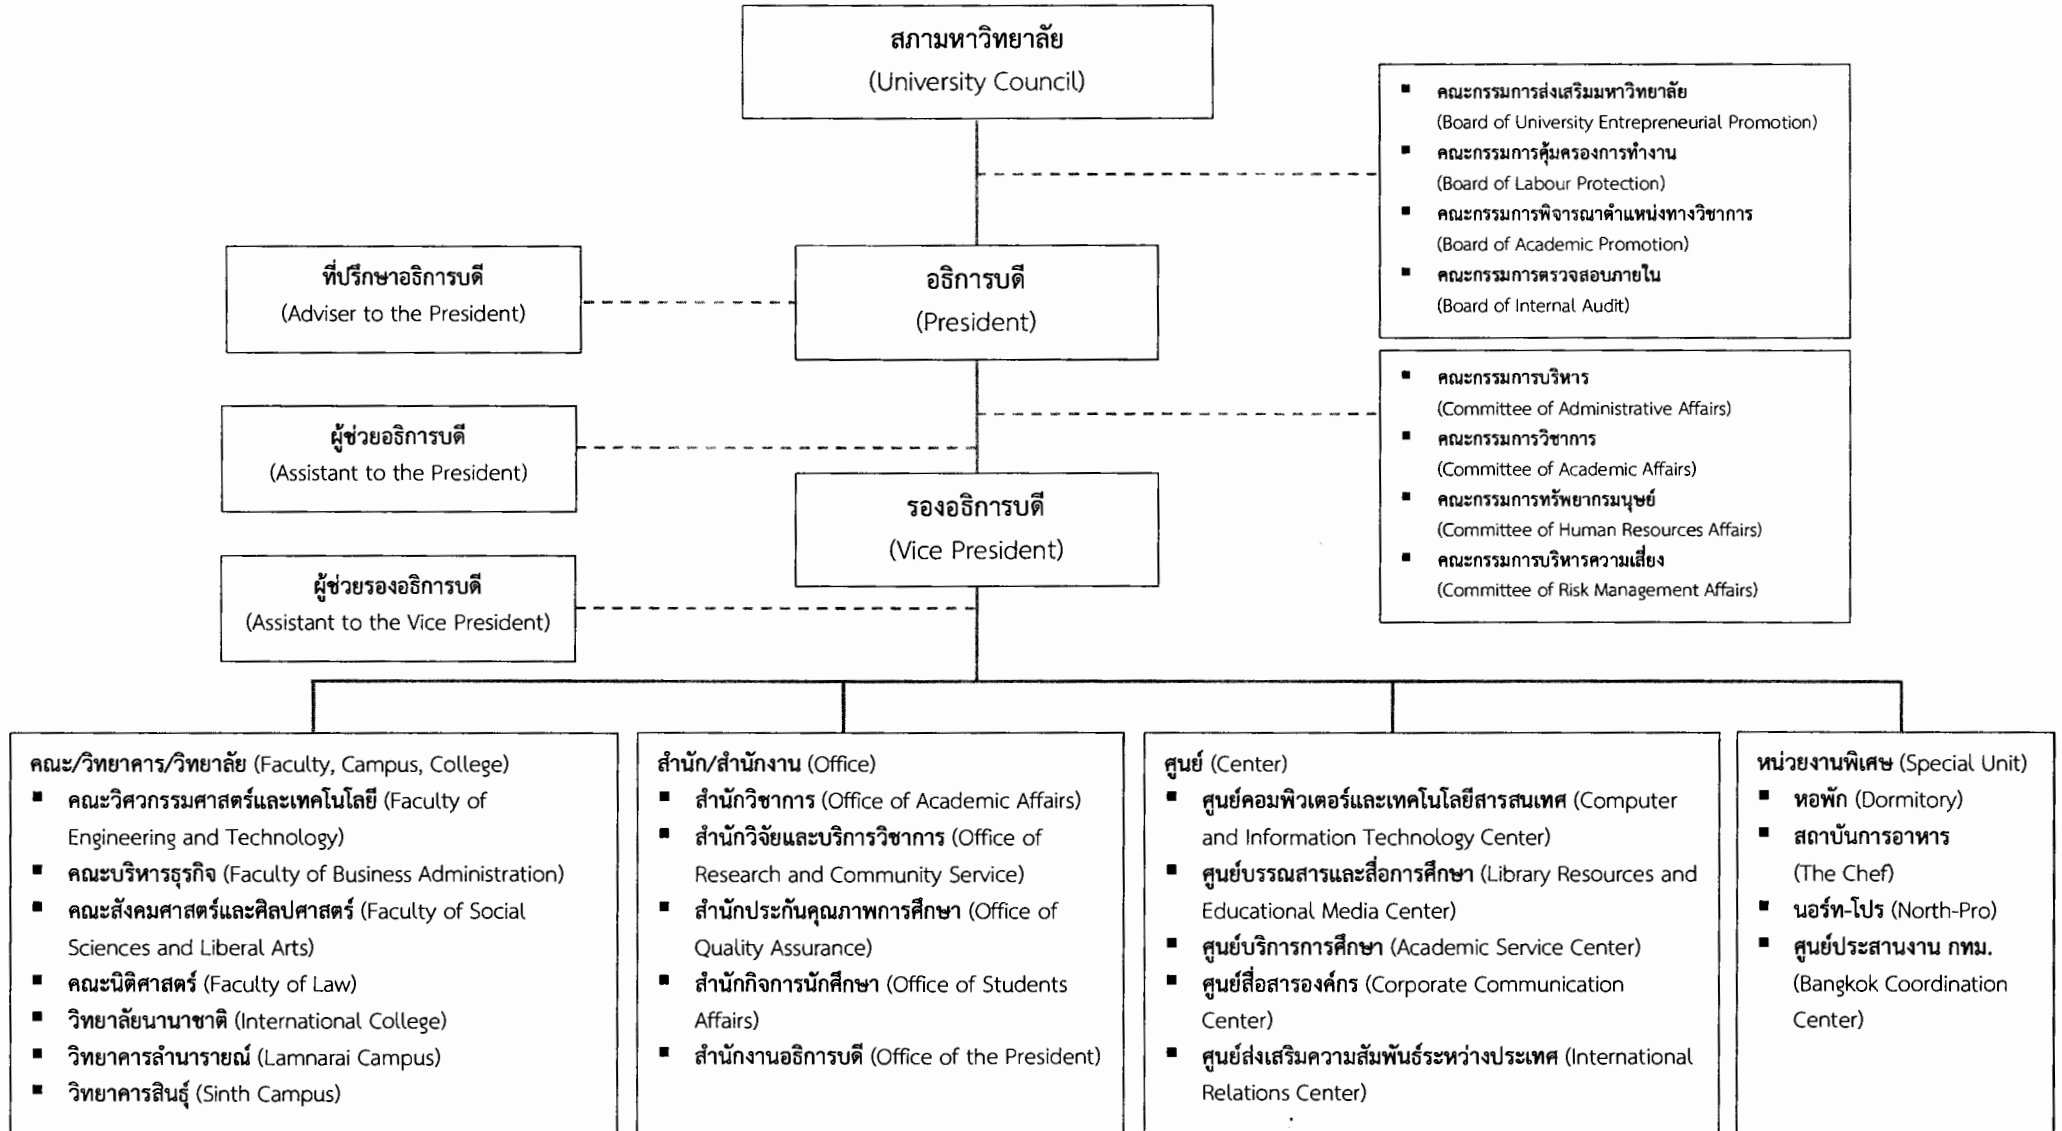 สภามหาวิทยาลัย
(University Council)
▪ คณะกรรมการส่งเสริมมหาวิทยาลัย
(Board of University Entrepreneurial Promotion)
▪ คณะกรรมการคุ้มครองการทำงาน
(Board of Labour Protection)
▪ คณะกรรมการพิจารณาตำแหน่งทางวิชาการ
(Board of Academic Promotion)
▪ คณะกรรมการตรวจสอบภายใน
(Board of Internal Audit)
ที่ปรึกษาอธิการบดี
(Adviser to the President)
อธิการบดี
(President)
▪ คณะกรรมการบริหาร
(Committee of Administrative Affairs)
▪ คณะกรรมการวิชาการ
(Committee of Academic Affairs)
▪ คณะกรรมการทรัพยากรมนุษย์
(Committee of Human Resources Affairs)
▪ คณะกรรมการบริหารความเสี่ยง
(Committee of Risk Management Affairs)
ผู้ช่วยอธิการบดี
(Assistant to the President)
รองอธิการบดี
(Vice President)
ผู้ช่วยรองอธิการบดี
(Assistant to the Vice President)
คณะ/วิทยาคาร/วิทยาลัย (Faculty, Campus, College)
▪ คณะวิศวกรรมศาสตร์และเทคโนโลยี (Faculty of
Engineering and Technology)
▪ คณะบริหารธุรกิจ (Faculty of Business Administration)
▪ คณะสังคมศาสตร์และศิลปศาสตร์ (Faculty of Social
Sciences and Liberal Arts)
▪ คณะนิติศาสตร์ (Faculty of Law)
▪ วิทยาลัยนานาชาติ (International College)
▪ วิทยาคารลำนารายณ์ (Lamnarai Campus)
▪ วิทยาคารสินธุ์ (Sinth Campus)
สำนัก/สำนักงาน (Office)
▪ สำนักวิชาการ (Office of Academic Affairs)
▪ สำนักวิจัยและบริการวิชาการ (Office of
Research and Community Service)
▪ สำนักประกันคุณภาพการศึกษา (Office of
Quality Assurance)
▪ สำนักกิจการนักศึกษา (Office of Students
Affairs)
▪ สำนักงานอธิการบดี (Office of the President)
ศูนย์ (Center)
▪ ศูนย์คอมพิวเตอร์และเทคโนโลยีสารสนเทศ (Computer
and Information Technology Center)
▪ ศูนย์บรรณสารและสื่อการศึกษา (Library Resources and
Educational Media Center)
▪ ศูนย์บริการการศึกษา (Academic Service Center)
▪ ศูนย์สื่อสารองค์กร (Corporate Communication
Center)
▪ ศูนย์ส่งเสริมความสัมพันธ์ระหว่างประเทศ (International
Relations Center)
หน่วยงานพิเศษ (Special Unit)
▪ หอพัก (Dormitory)
▪ สถาบันการอาหาร
(The Chef)
▪ นอร์ท-โปร (North-Pro)
▪ ศูนย์ประสานงาน กทม.
(Bangkok Coordination
Center)